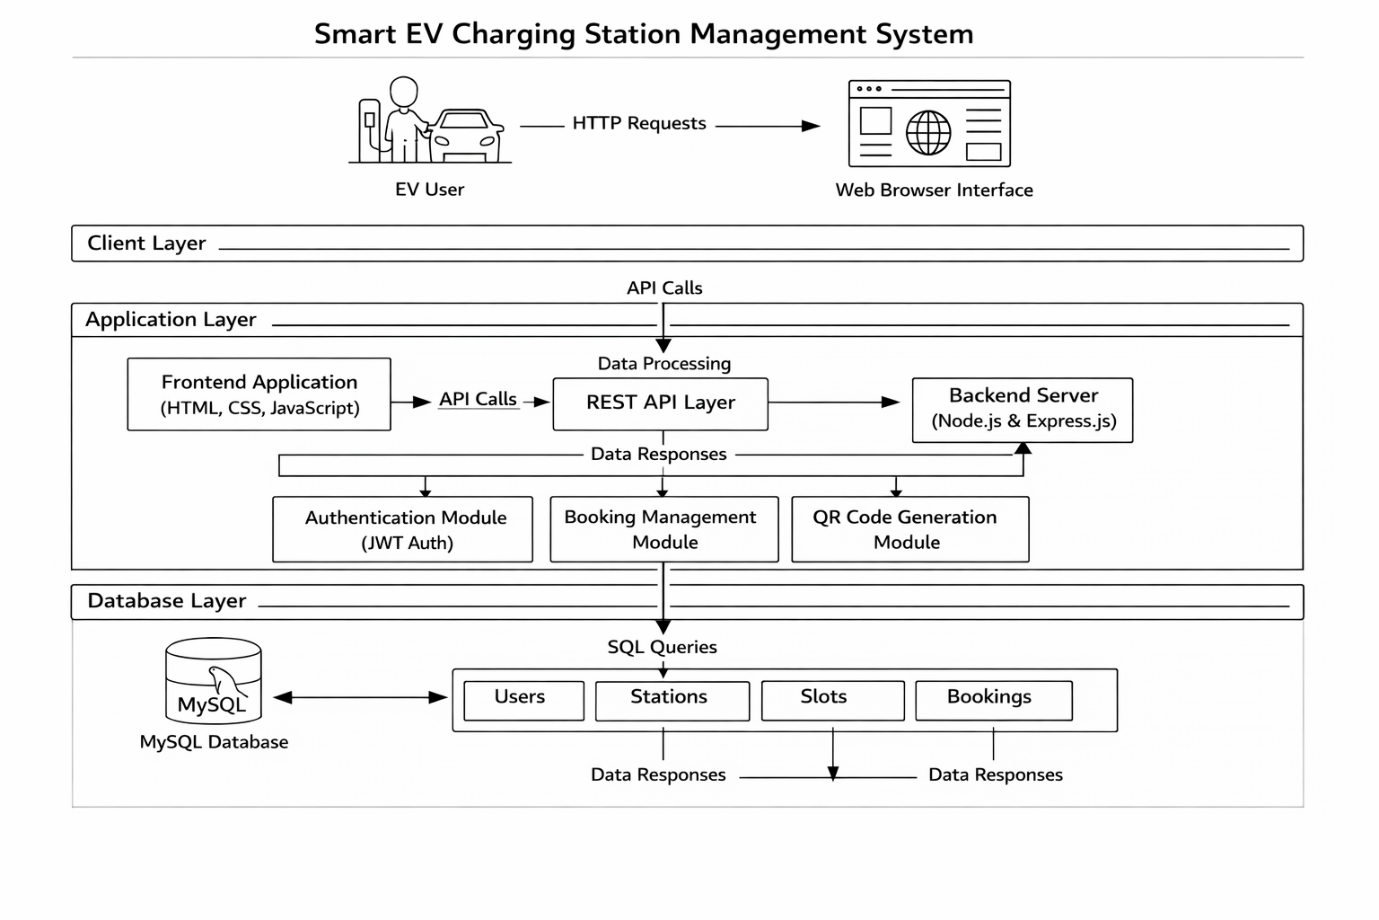 Smart EV Charging Station Management System
HTTP Requests
EV User
Web Browser Interface
Client Layer
API Calls
Application Layer
Data Processing
Frontend Application
(HTML, CSS, JavaScript)
API Calls
REST API Layer
Backend Server
(Node.js & Express.js)
Data Responses
Authentication Module
(JWT Auth)
Booking Management
Module
QR Code Generation
Module
Database Layer
SQL Queries
MySQL
MySQL Database
Users
Stations
Slots
Bookings
Data Responses
Data Responses